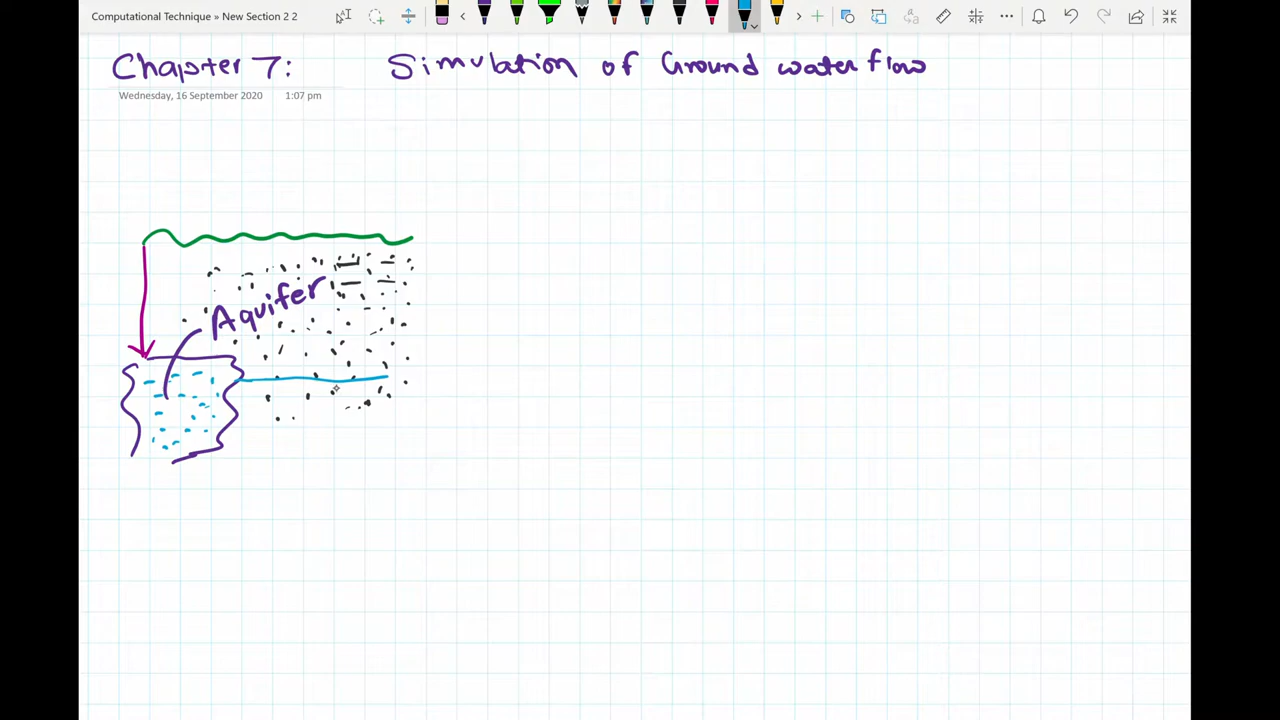 Computational Technique » New Section 2 2
Chapter 7: Simulation of Ground water flow
Wednesday, 16 September 2020 1:07 pm
Aquifer